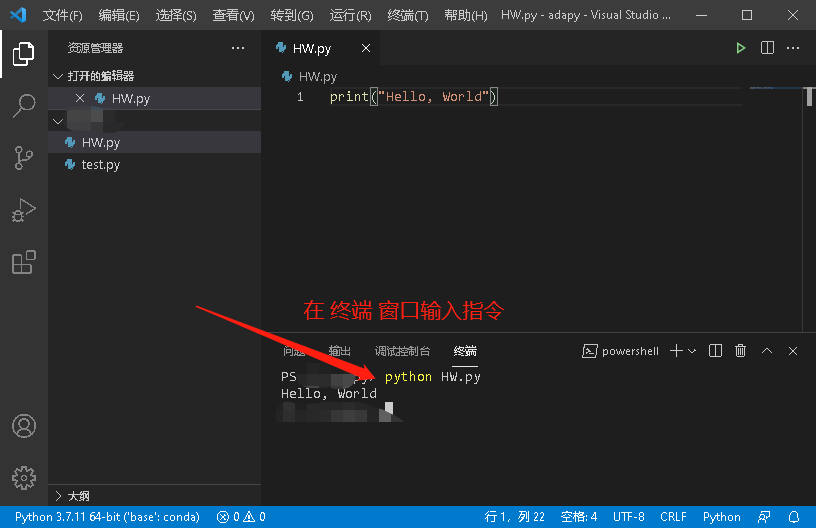 文件(F) 编辑(E) 选择(S) 查看(V) 转到(G) 运行(R) 终端(T) 帮助(H) HW.py - adapy - Visual Studio ...
资源管理器
打开的编辑器
HW.py
HW.py
test.py
大纲
HW.py
HW.py
1 print("Hello, World")
在 终端 窗口输入指令
问题 输出 调试控制台 终端 powershell
PS py> python HW.py
Hello, World
Python 3.7.11 64-bit ('base': conda) 0 0 行 1，列 22 空格: 4 UTF-8 CRLF Python